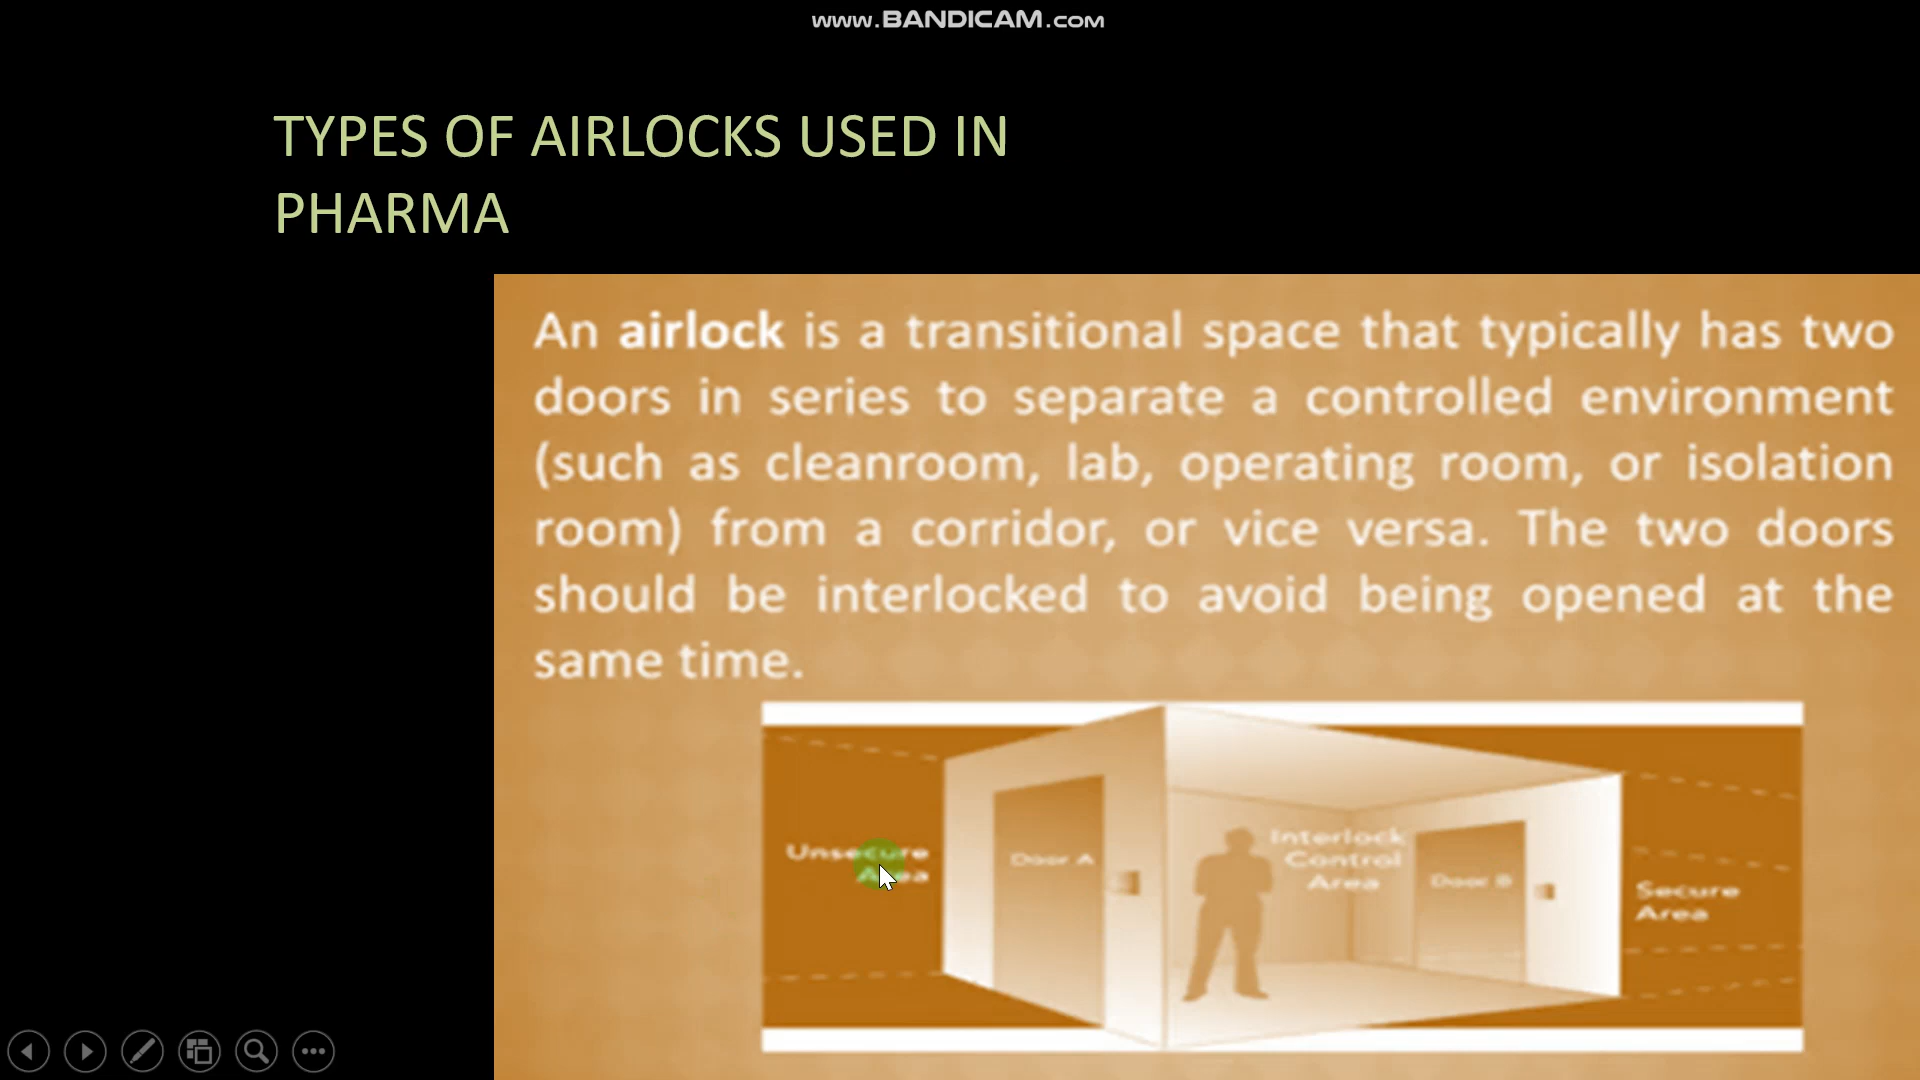 www.BANDICAM.com
TYPES OF AIRLOCKS USED IN
PHARMA
An airlock is a transitional space that typically has two
doors in series to separate a controlled environment
(such as cleanroom, lab, operating room, or isolation
room) from a corridor, or vice versa. The two doors
should be interlocked to avoid being opened at the
same time.
Unsecure
Area
Door A
Interlock
Control
Area
Door B
Secure
Area